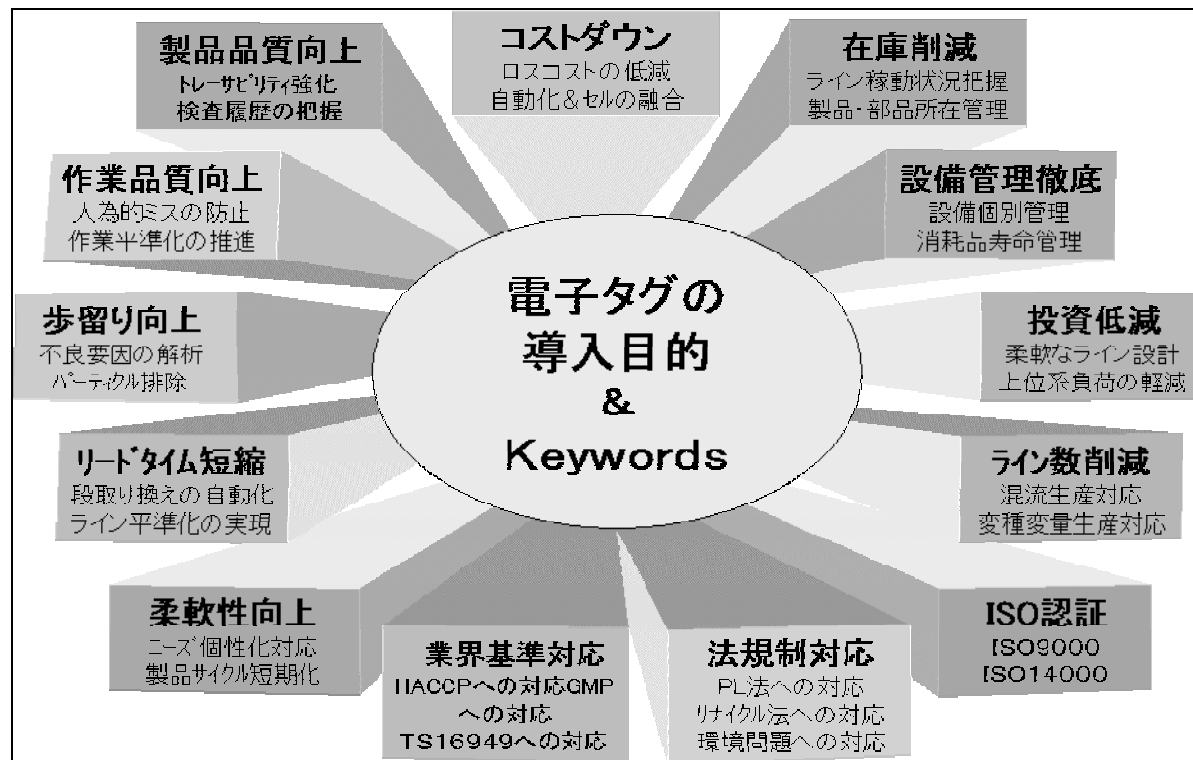 製品品質向上
トレーサビリティ強化
検査履歴の把握
コストダウン
ロスコストの低減
自動化&セルの融合
在庫削減
ライン稼動状況把握
製品・部品所在管理
作業品質向上
人為的ミスの防止
作業平準化の推進
設備管理徹底
設備個別管理
消耗品寿命管理
電子タグの
導入目的
&
Keywords
歩留り向上
不良要因の解析
パーティクル排除
投資低減
柔軟なライン設計
上位系負荷の軽減
リードタイム短縮
段取り換えの自動化
ライン平準化の実現
ライン数削減
混流生産対応
変種変量生産対応
柔軟性向上
ニーズ個性化対応
製品サイクル短期化
業界基準対応
HACCPへの対応GMP
への対応
TS16949への対応
法規制対応
PL法への対応
リサイクル法への対応
環境問題への対応
ISO認証
ISO9000
ISO14000